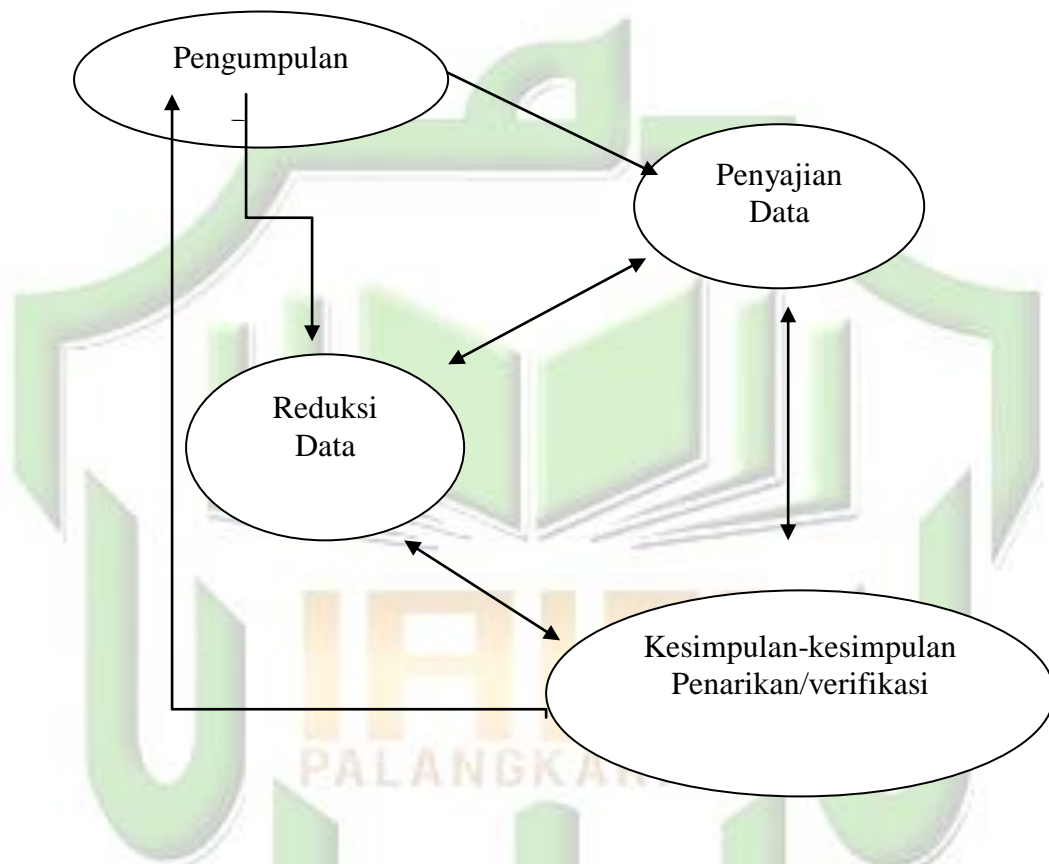 Pengumpulan
Penyajian
Data
Reduksi
Data
Kesimpulan-kesimpulan
Penarikan/verifikasi
PALANGKA